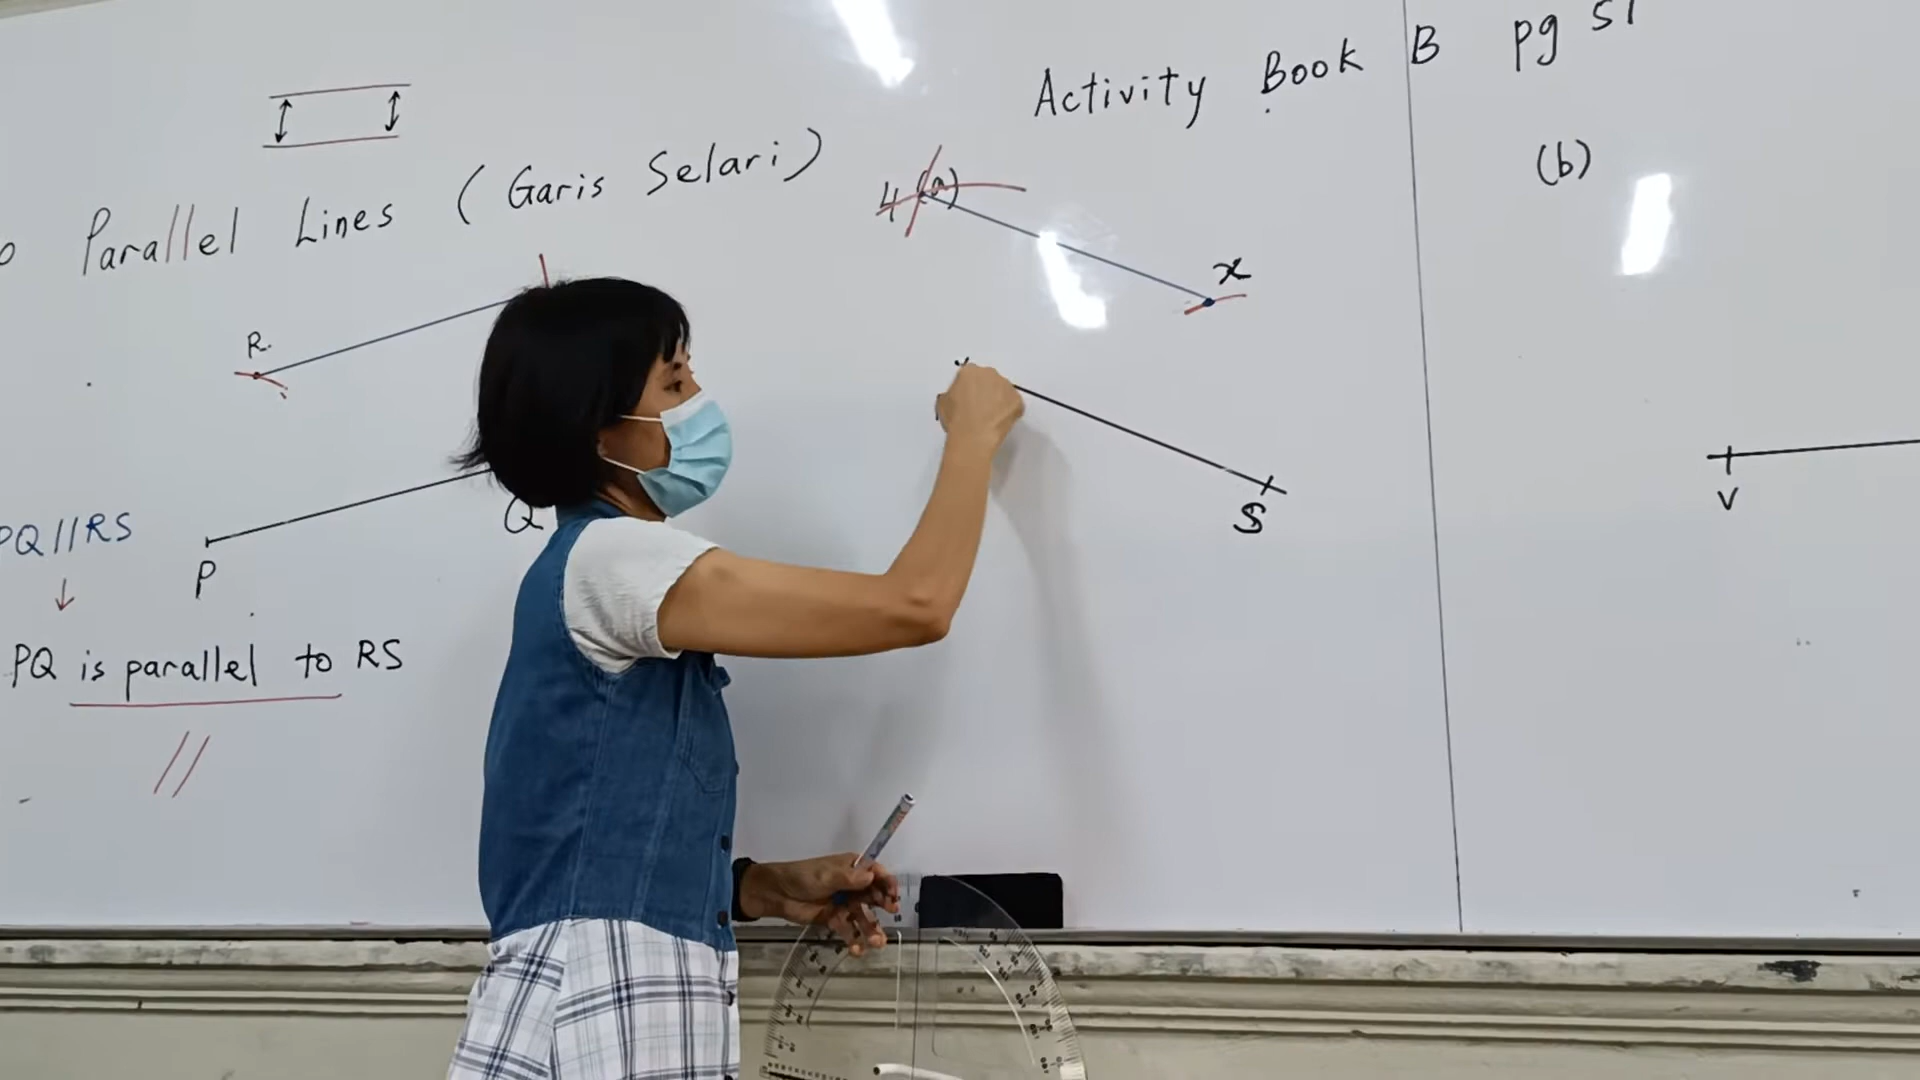 Activity Book B pg 51
Parallel Lines (Garis Selari)
4 (a)
(b)
x
R
S
V
Q
PQ//RS
P
PQ is parallel to RS
//